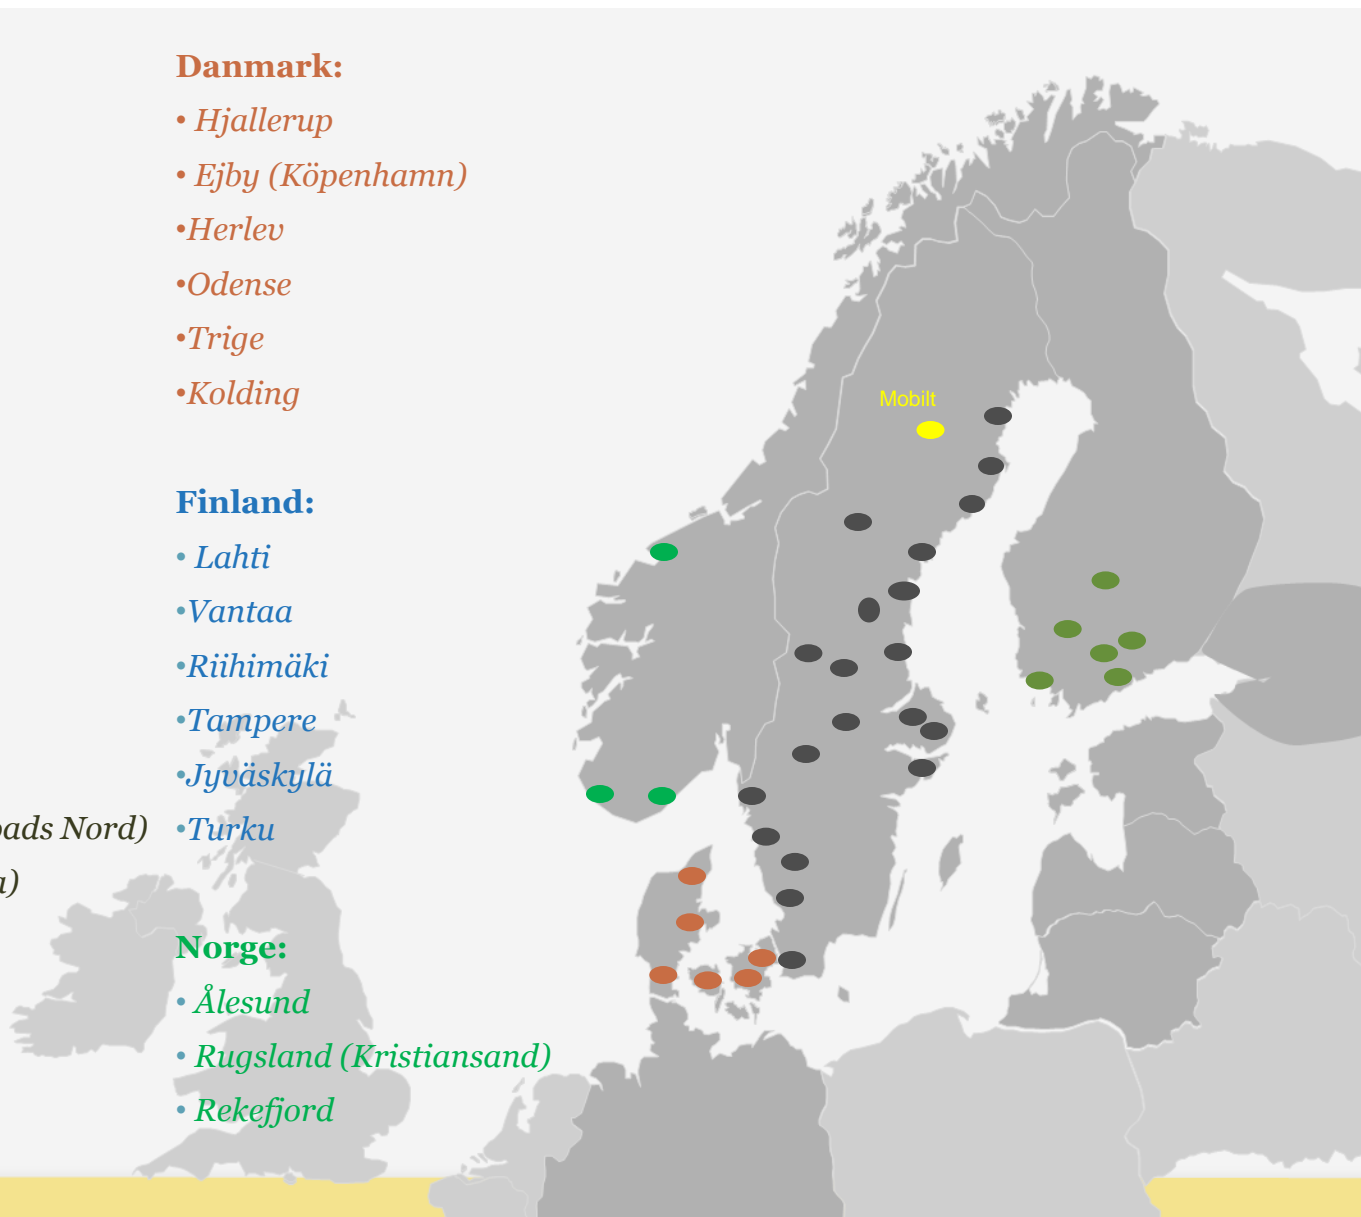 Danmark:
• Hjallerup
• Ejby (Köpenhamn)
•Herlev
•Odense
•Trige
•Kolding
Mobilt
Finland:
• Lahti
•Vantaa
•Riihimäki
•Tampere
•Jyväskylä
•Turku
Nord)
Norge:
• Ålesund
• Rugsland (Kristiansand)
• Rekefjord